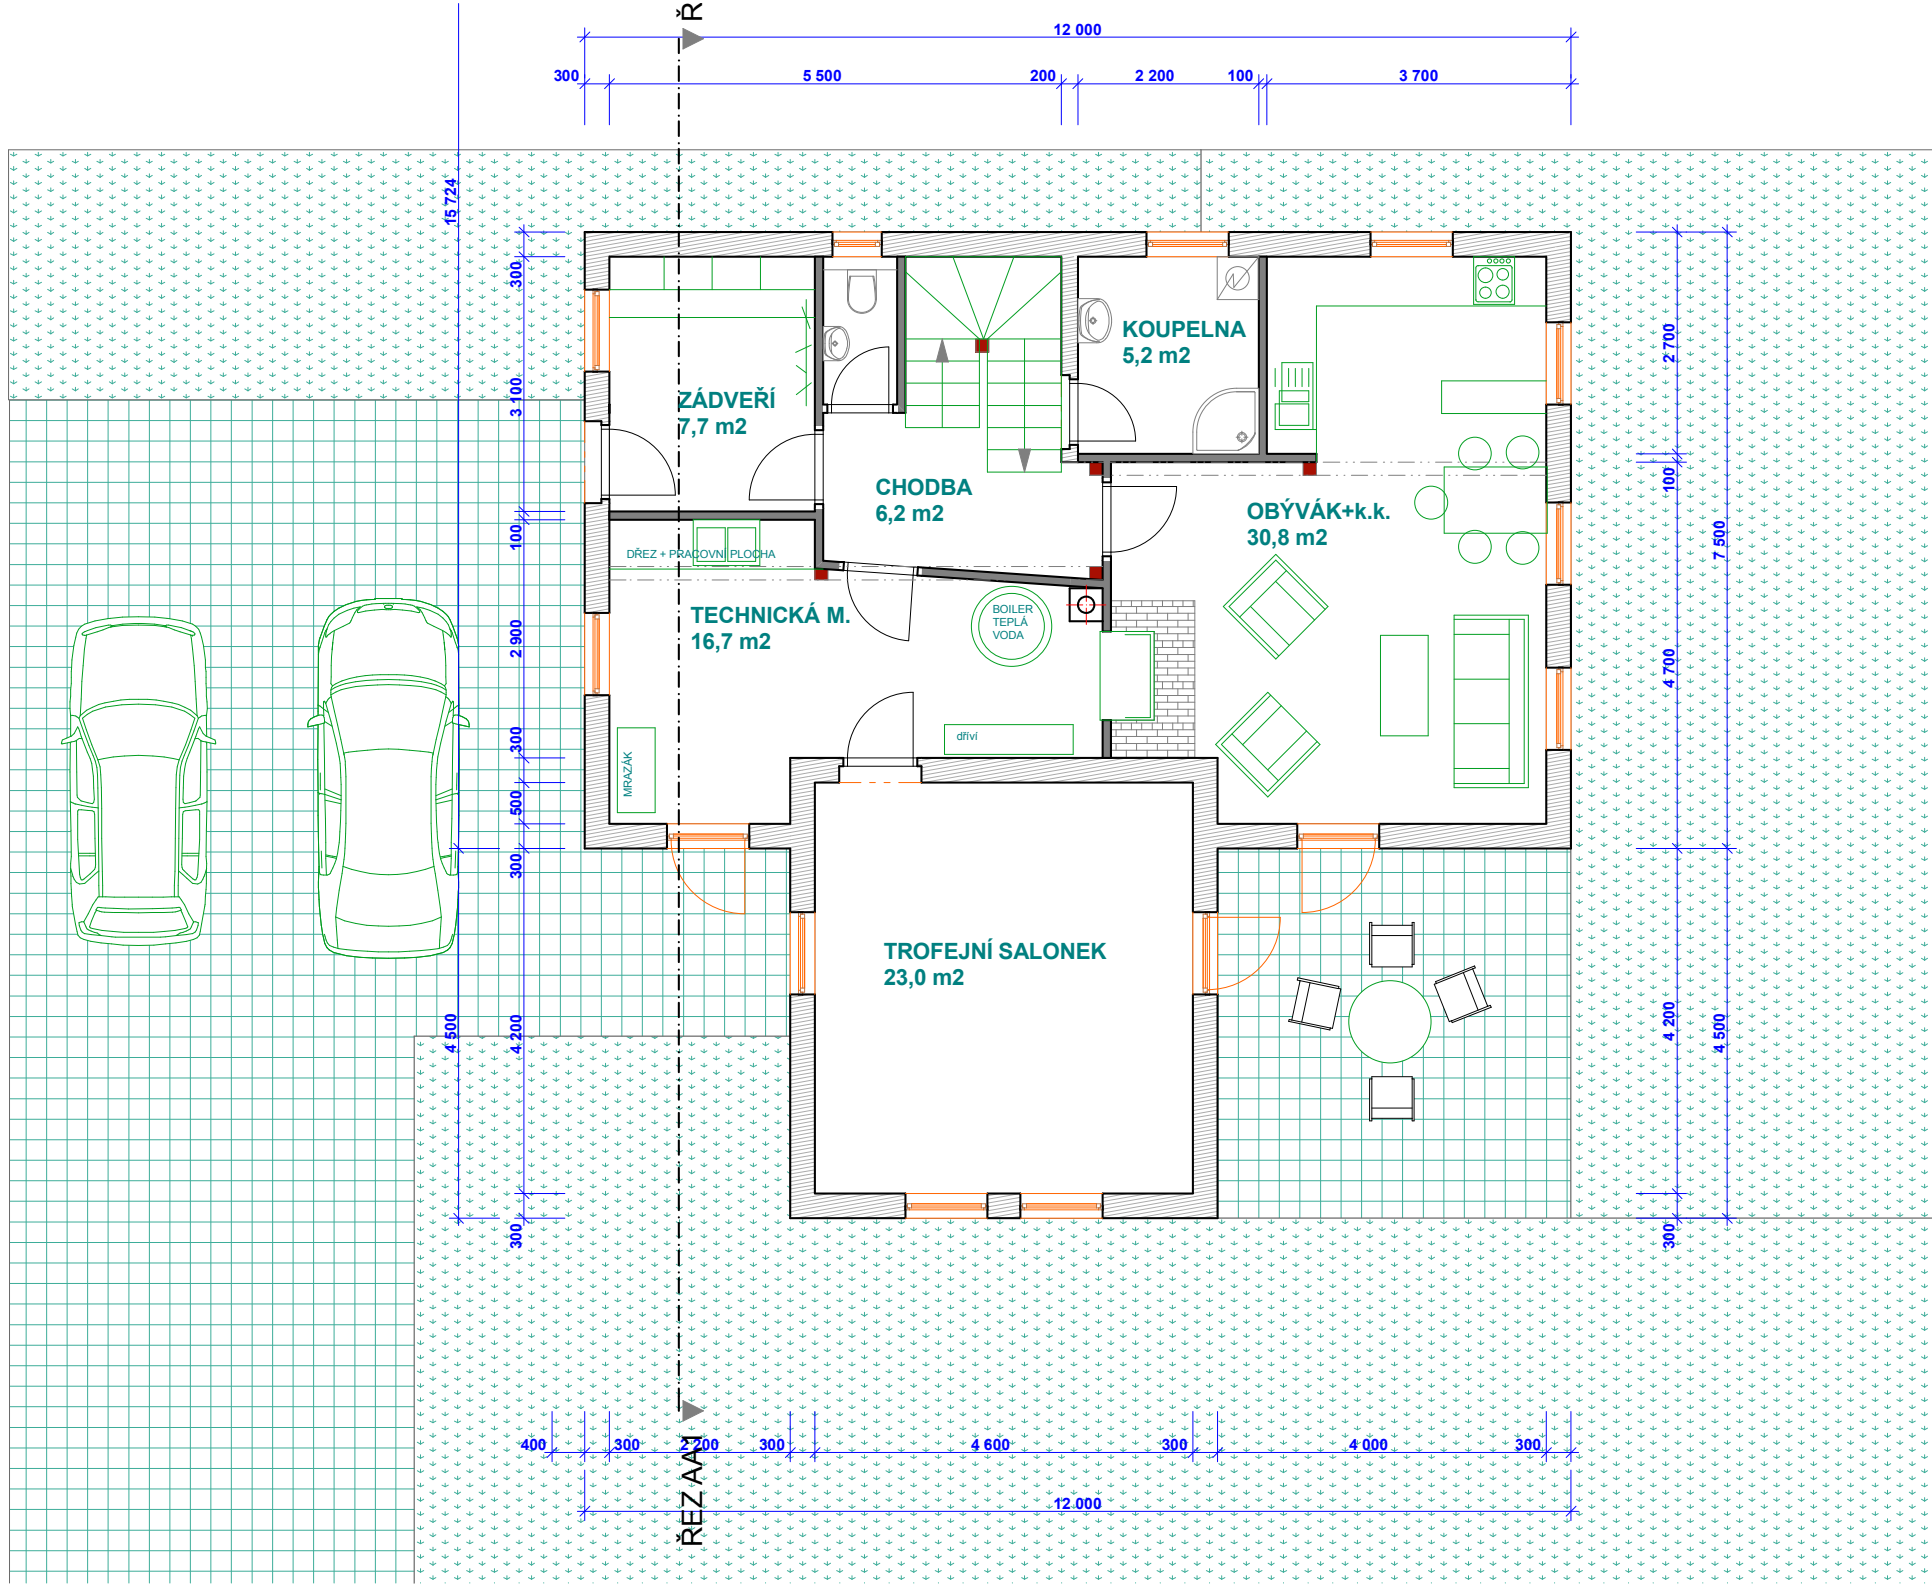 Ř
12 000
300
5 500
200
2 200
100
3 700
15 724
300
3 100
100
2 900
300
500
300
4 500
4 200
300
2 700
100
7 500
4 700
4 200
4 500
300
KOUPELNA
5,2 m2
ZÁDVEŘÍ
7,7 m2
CHODBA
6,2 m2
OBÝVÁK+k.k.
30,8 m2
DŘEZ + PRACOVNÍ PLOCHA
TECHNICKÁ M.
16,7 m2
BOILER
TEPLÁ
VODA
dříví
MRAZÁK
TROFEJNÍ SALONEK
23,0 m2
400
300
2 200
300
4 600
300
4 000
300
12 000